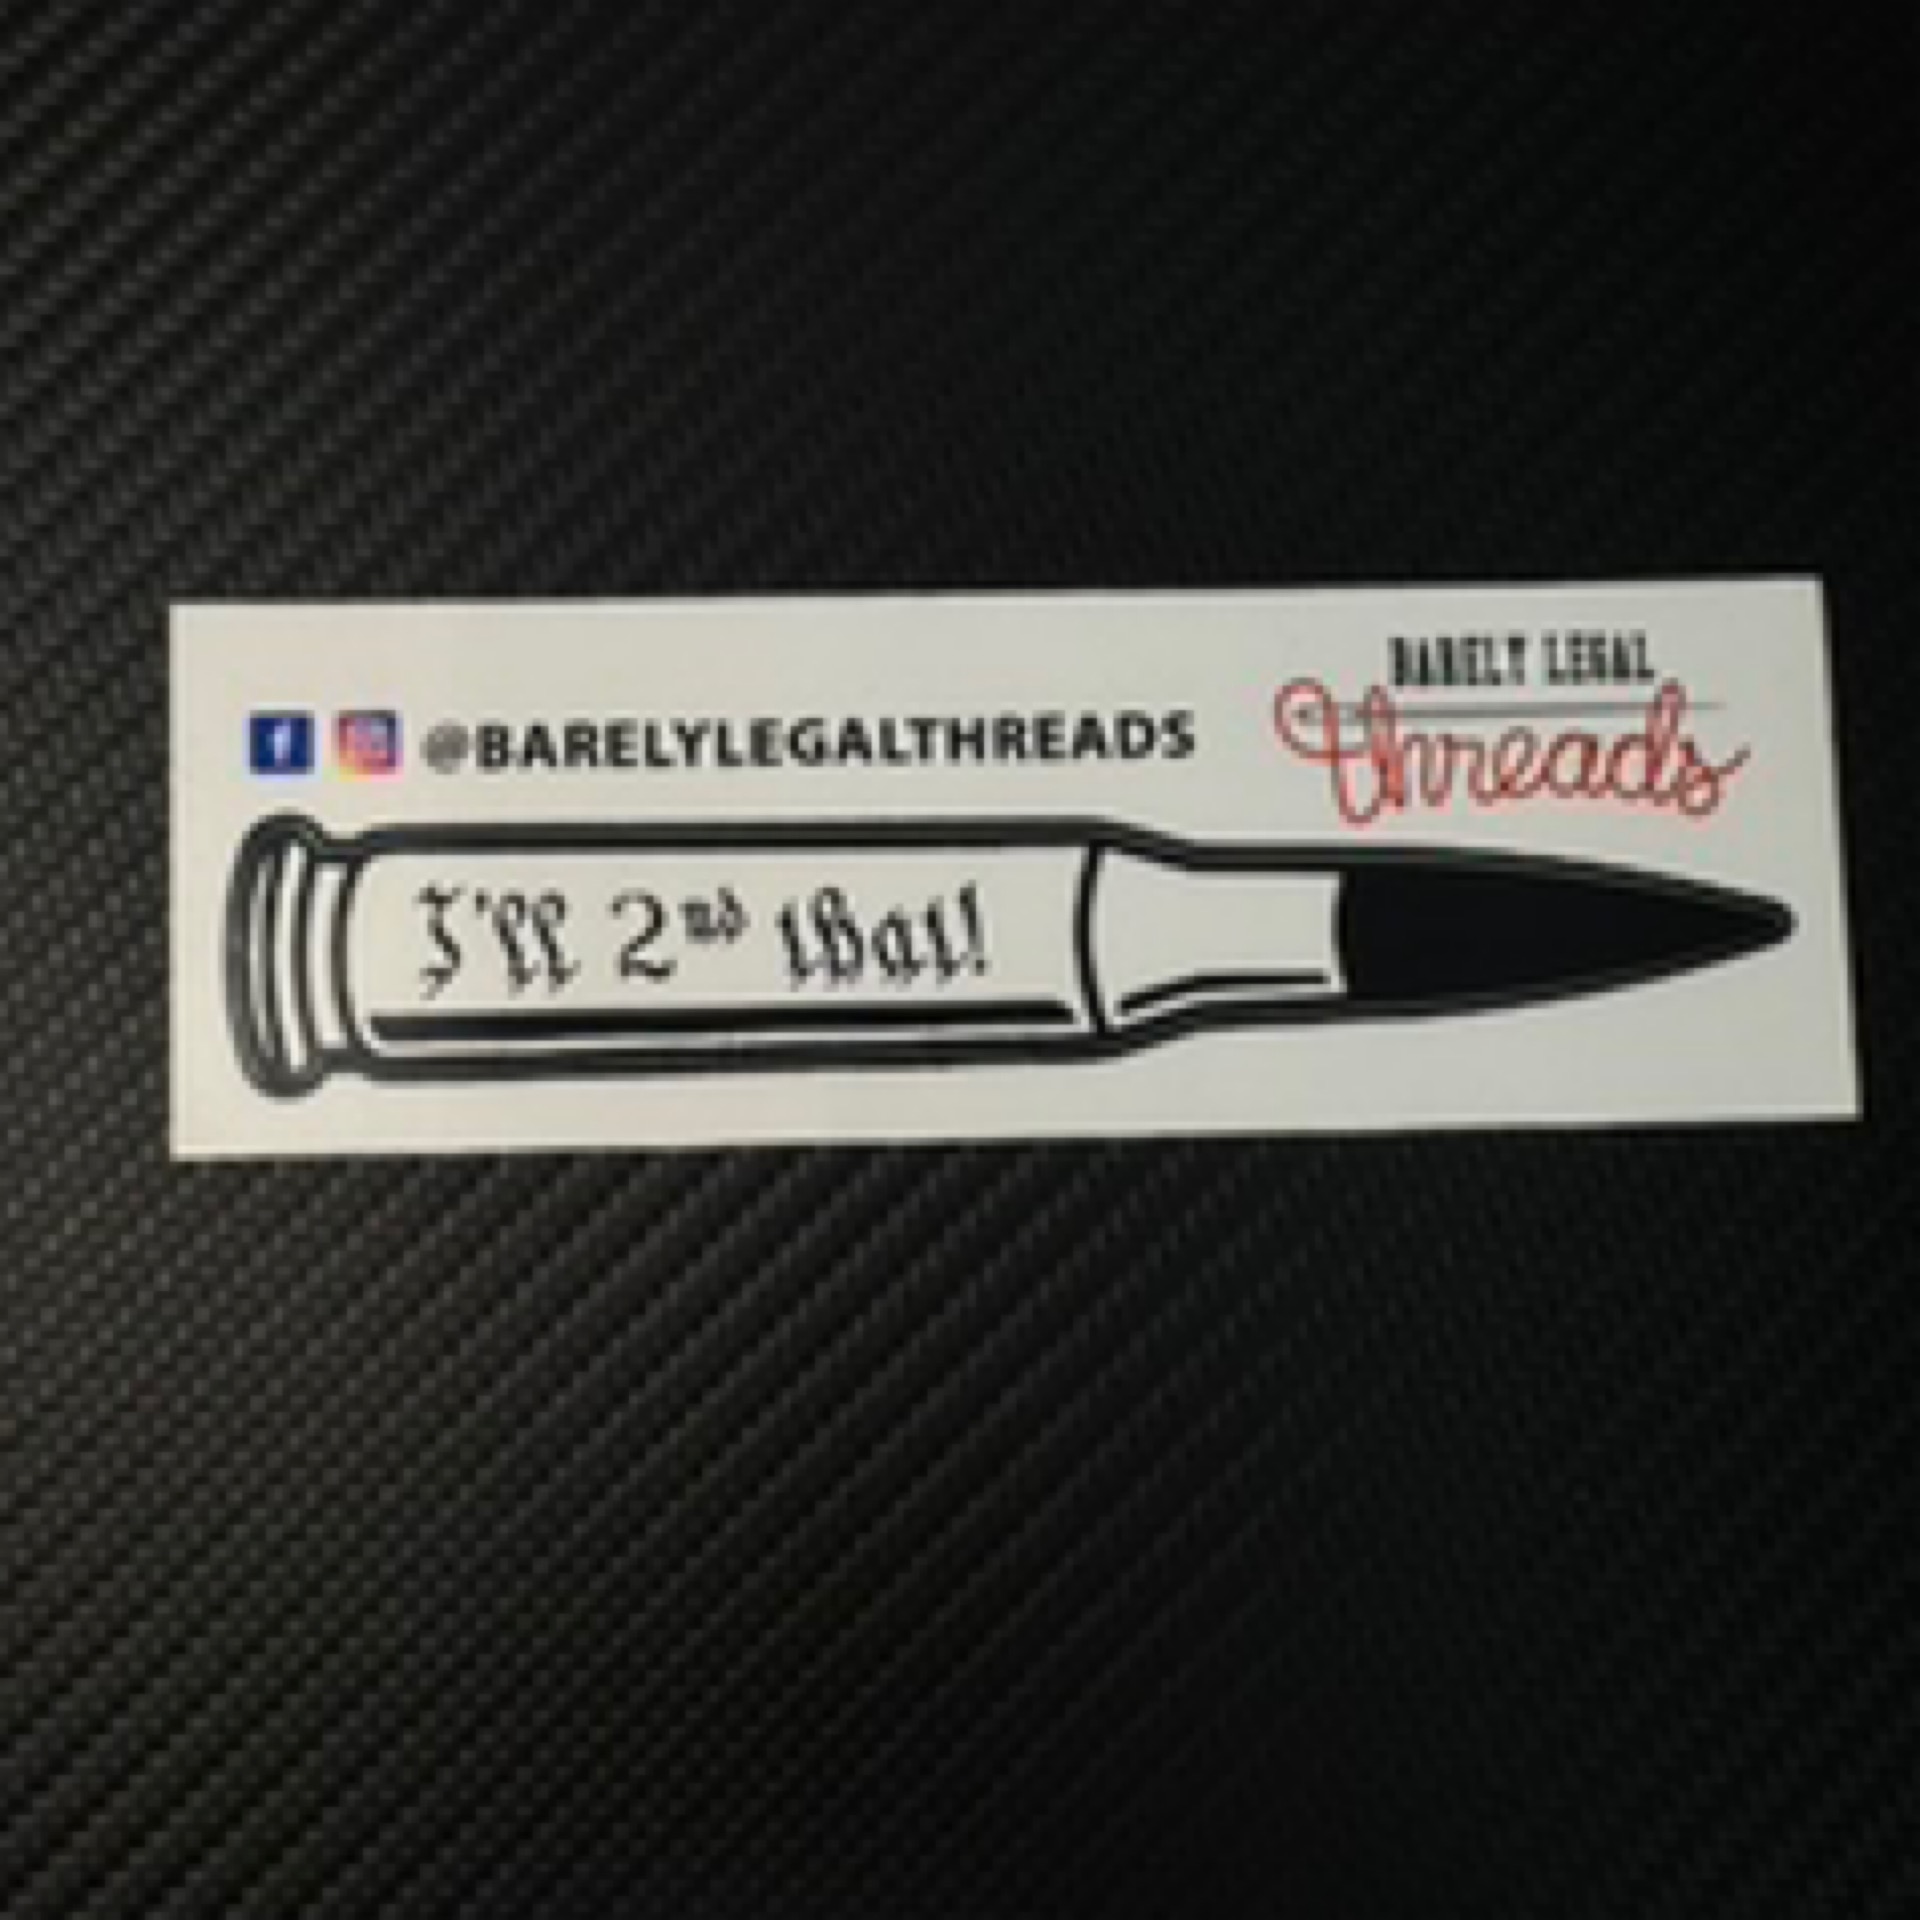 BARELY LEGAL
threads
@BARELYLEGALTHREADS
I'll 2nd that!